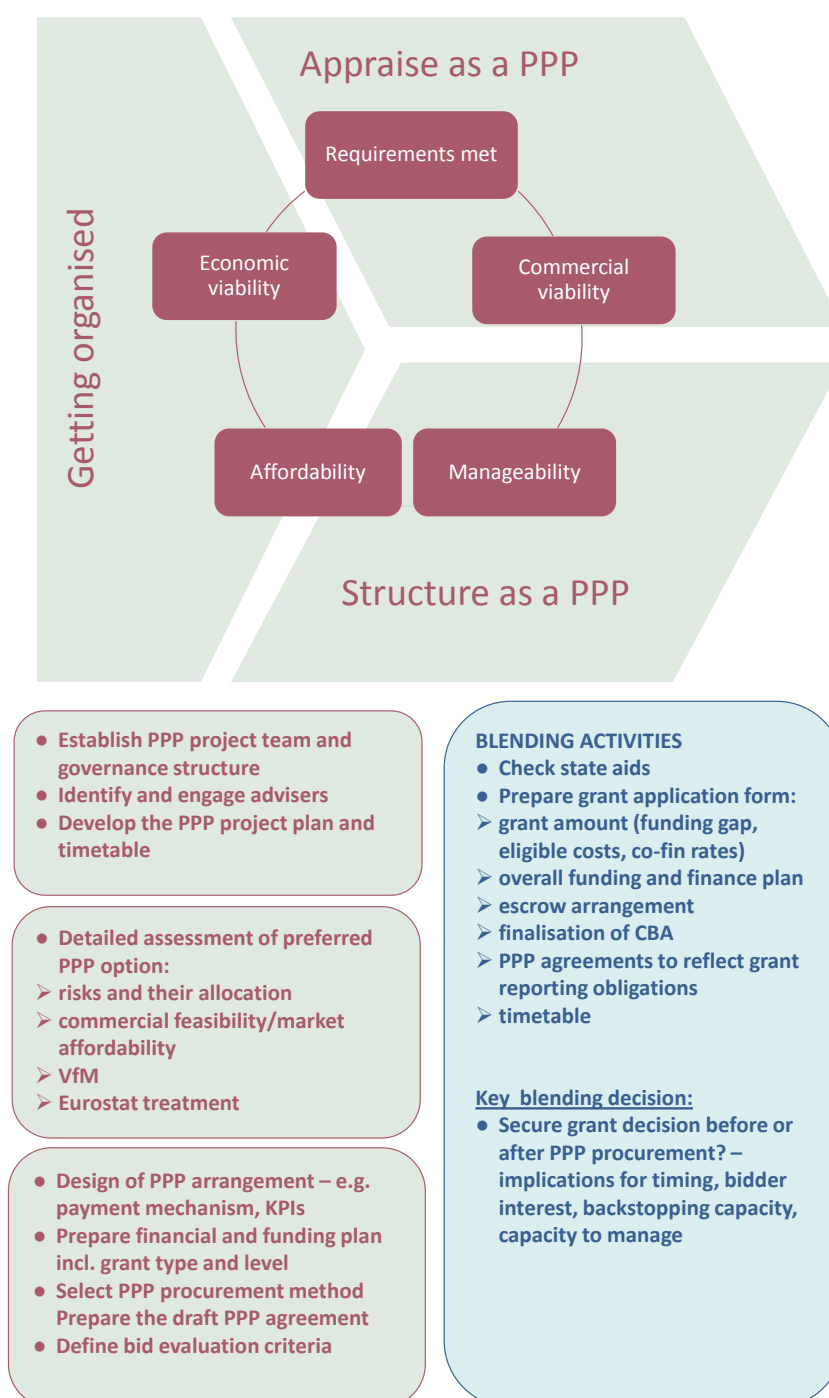 Appraise as a PPP
Requirements met
Economic
viability
Commercial
viability
Getting organised
Affordability
Manageability
Structure as a PPP
● Establish PPP project team and
governance structure
● Identify and engage advisers
● Develop the PPP project plan and
timetable
● Detailed assessment of preferred
PPP option:
➢ risks and their allocation
➢ commercial feasibility/market
affordability
➢ VfM
➢ Eurostat treatment
● Design of PPP arrangement – e.g.
payment mechanism, KPIs
● Prepare financial and funding plan
incl. grant type and level
● Select PPP procurement method
Prepare the draft PPP agreement
● Define bid evaluation criteria
BLENDING ACTIVITIES
● Check state aids
● Prepare grant application form:
➢ grant amount (funding gap,
eligible costs, co-fin rates)
➢ overall funding and finance plan
➢ escrow arrangement
➢ finalisation of CBA
➢ PPP agreements to reflect grant
reporting obligations
➢ timetable
Key blending decision:
● Secure grant decision before or
after PPP procurement? –
implications for timing, bidder
interest, backstopping capacity,
capacity to manage